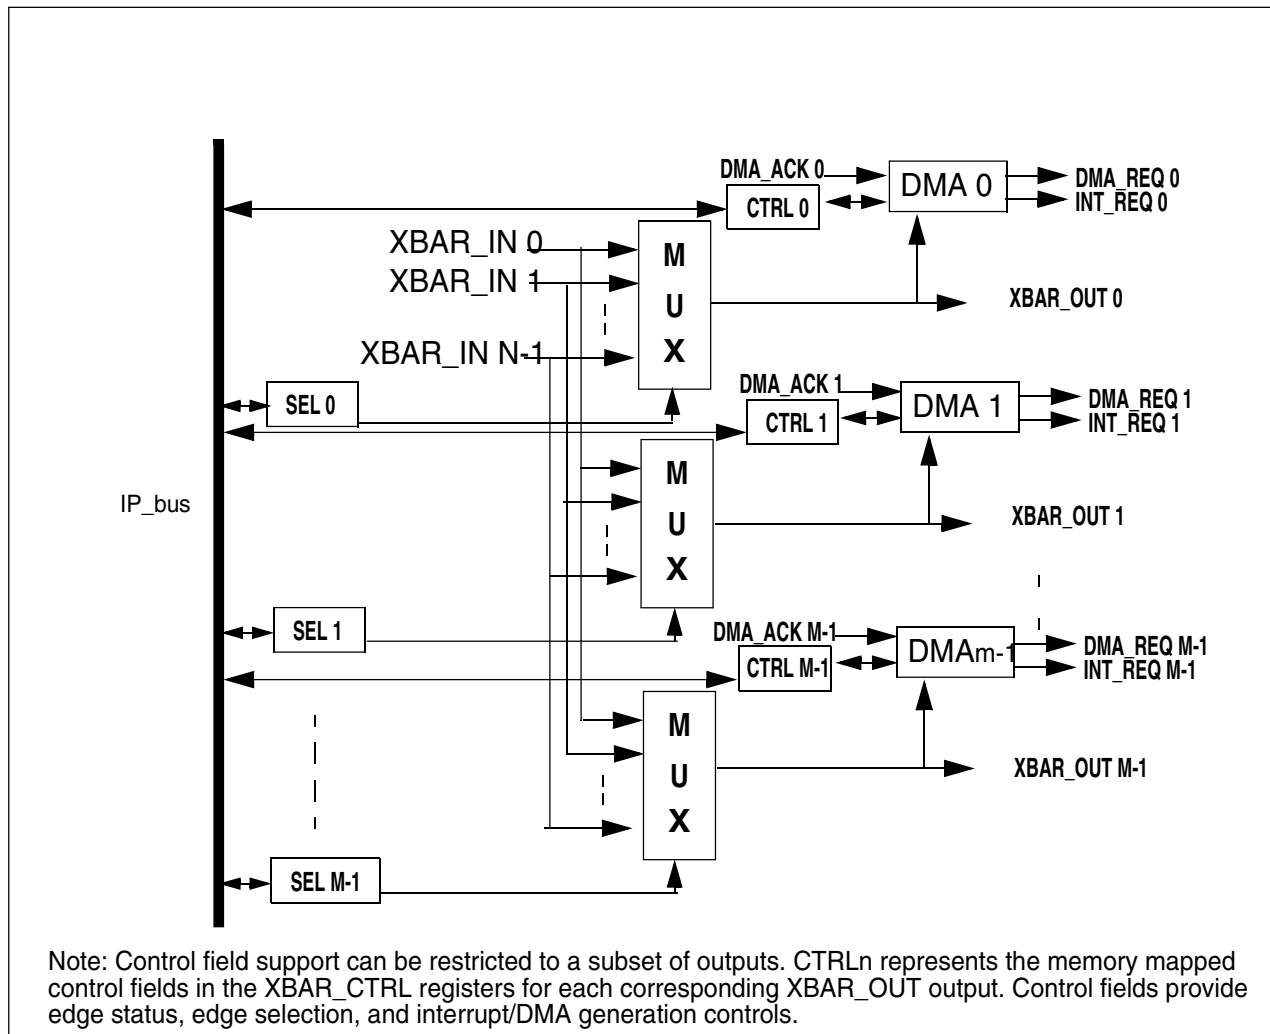 DMA_ACK 0
DMA 0
DMA_REQ 0
CTRL 0
INT_REQ 0
XBAR_IN 0
XBAR_IN 1
XBAR_IN N-1
M
U
X
XBAR_OUT 0
SEL 0
DMA_ACK 1
DMA 1
DMA_REQ 1
CTRL 1
INT_REQ 1
IP_bus
M
U
X
XBAR_OUT 1
SEL 1
DMA_ACK M-1
DMAm-1
DMA_REQ M-1
CTRL M-1
INT_REQ M-1
M
U
X
XBAR_OUT M-1
SEL M-1
Note: Control field support can be restricted to a subset of outputs. CTRLn represents the memory mapped
control fields in the XBAR_CTRL registers for each corresponding XBAR_OUT output. Control fields provide
edge status, edge selection, and interrupt/DMA generation controls.